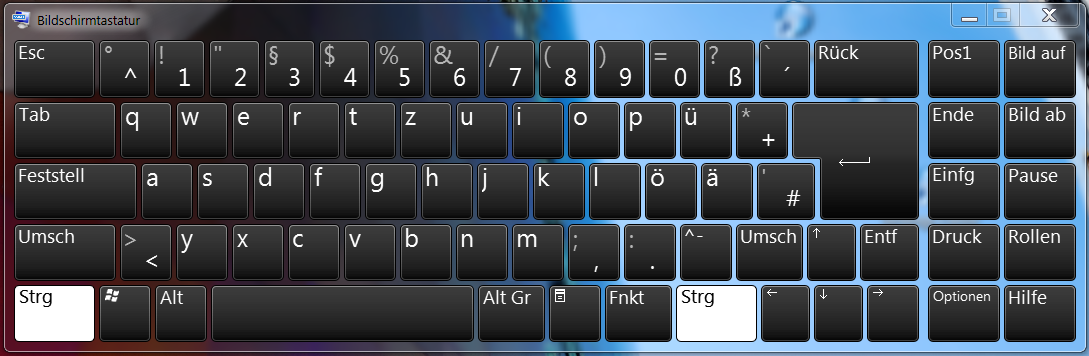 Bildschirmtastatur
Esc ° ^ ! 1 " 2 § 3 $ 4 % 5 & 6 / 7 ( 8 ) 9 = 0 ? ß ` ´ Rück Pos1 Bild auf
Tab q w e r t z u i o p ü * + Ende Bild ab
Feststell a s d f g h j k l ö ä ' # Einfg Pause
Umsch > < y x c v b n m ; , : . ^- Umsch ↑ Entf Druck Rollen
Strg Alt Alt Gr Fnkt Strg ← ↓ → Optionen Hilfe